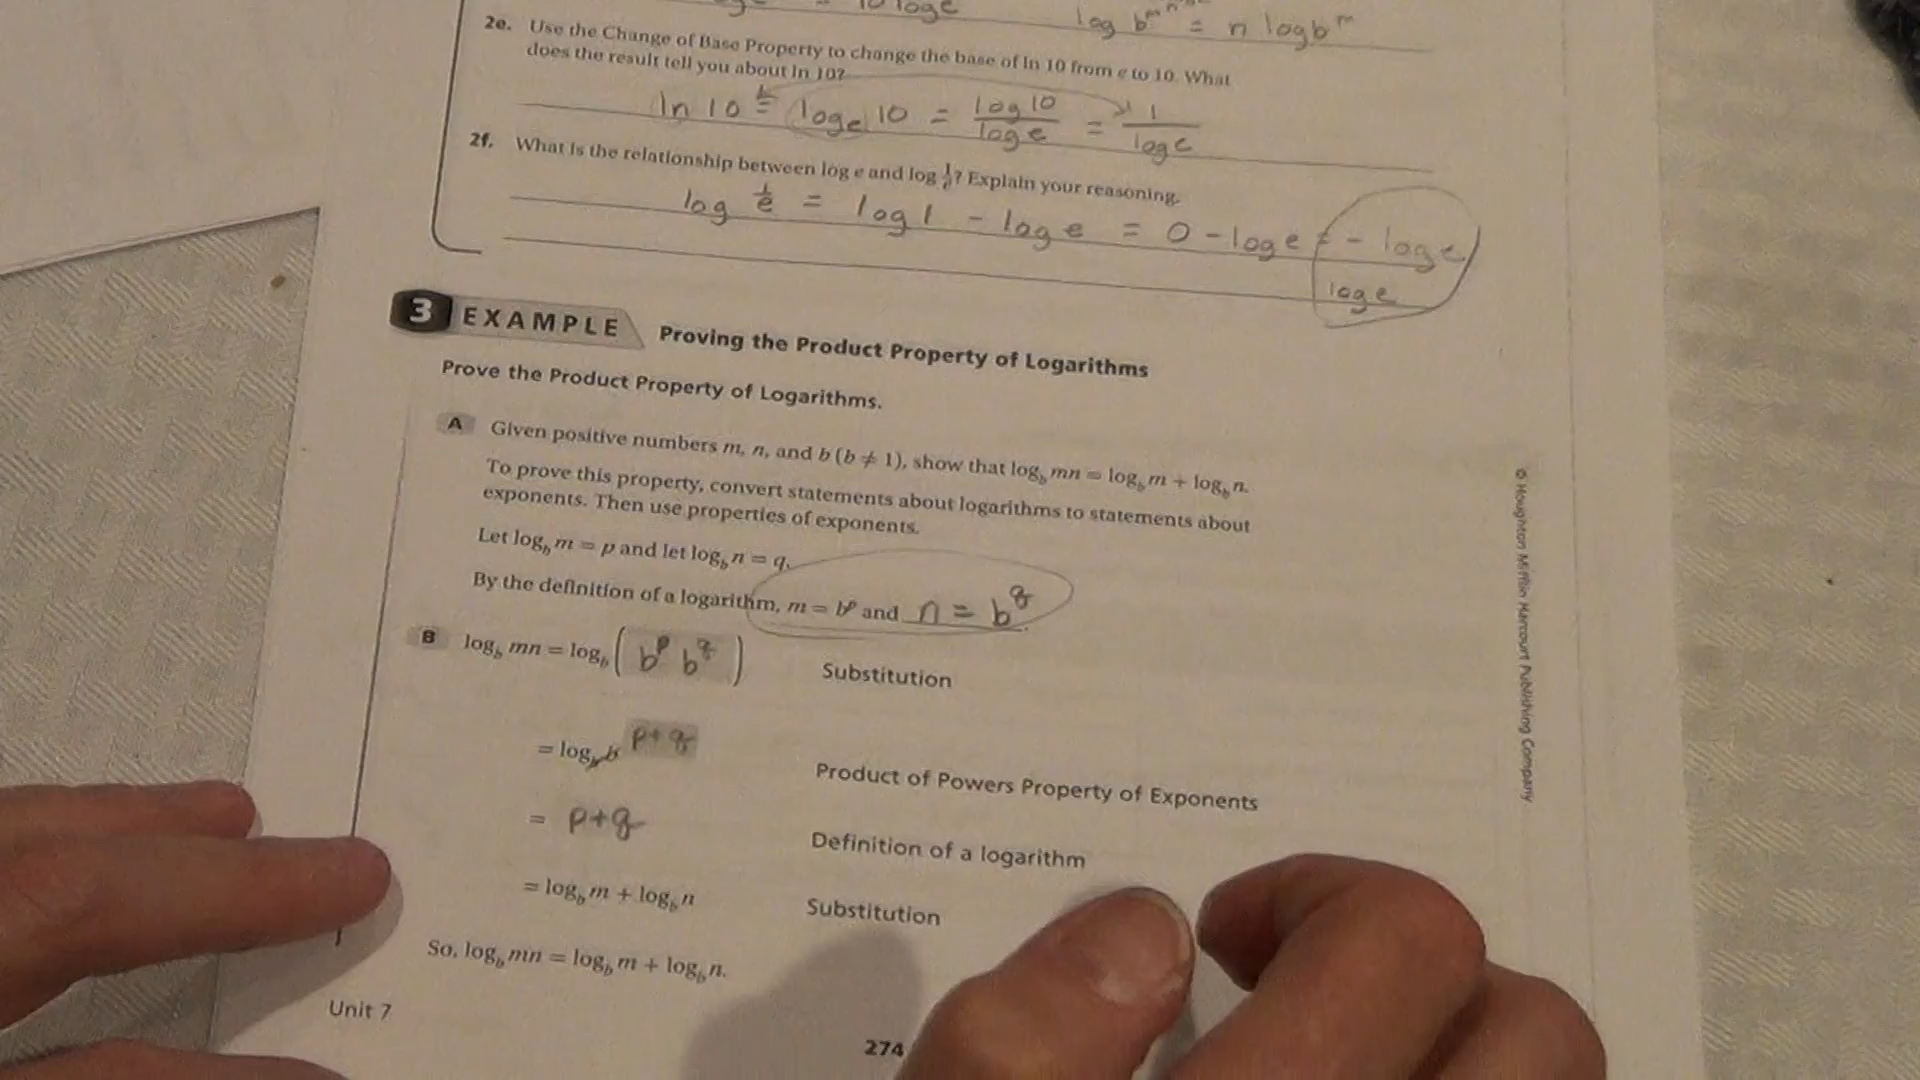 log b^m^n = n log b^m
2e. Use the Change of Base Property to change the base of ln 10 from e to 10. What
does the result tell you about ln 10?
ln 10 = log_e 10 = log 10 / log e = 1 / log e
2f. What is the relationship between log e and log 1/e? Explain your reasoning.
log 1/e = log 1 - log e = 0 - log e = - log e
log e
3 EXAMPLE Proving the Product Property of Logarithms
Prove the Product Property of Logarithms.
A Given positive numbers m, n, and b (b ≠ 1), show that log_b mn = log_b m + log_b n.
To prove this property, convert statements about logarithms to statements about
exponents. Then use properties of exponents.
Let log_b m = p and let log_b n = q.
By the definition of a logarithm, m = b^p and n = b^q
B log_b mn = log_b (b^p b^q) Substitution
= log_b b^p+q Product of Powers Property of Exponents
= p+q Definition of a logarithm
= log_b m + log_b n Substitution
So, log_b mn = log_b m + log_b n.
Unit 7
274
© Houghton Mifflin Harcourt Publishing Company